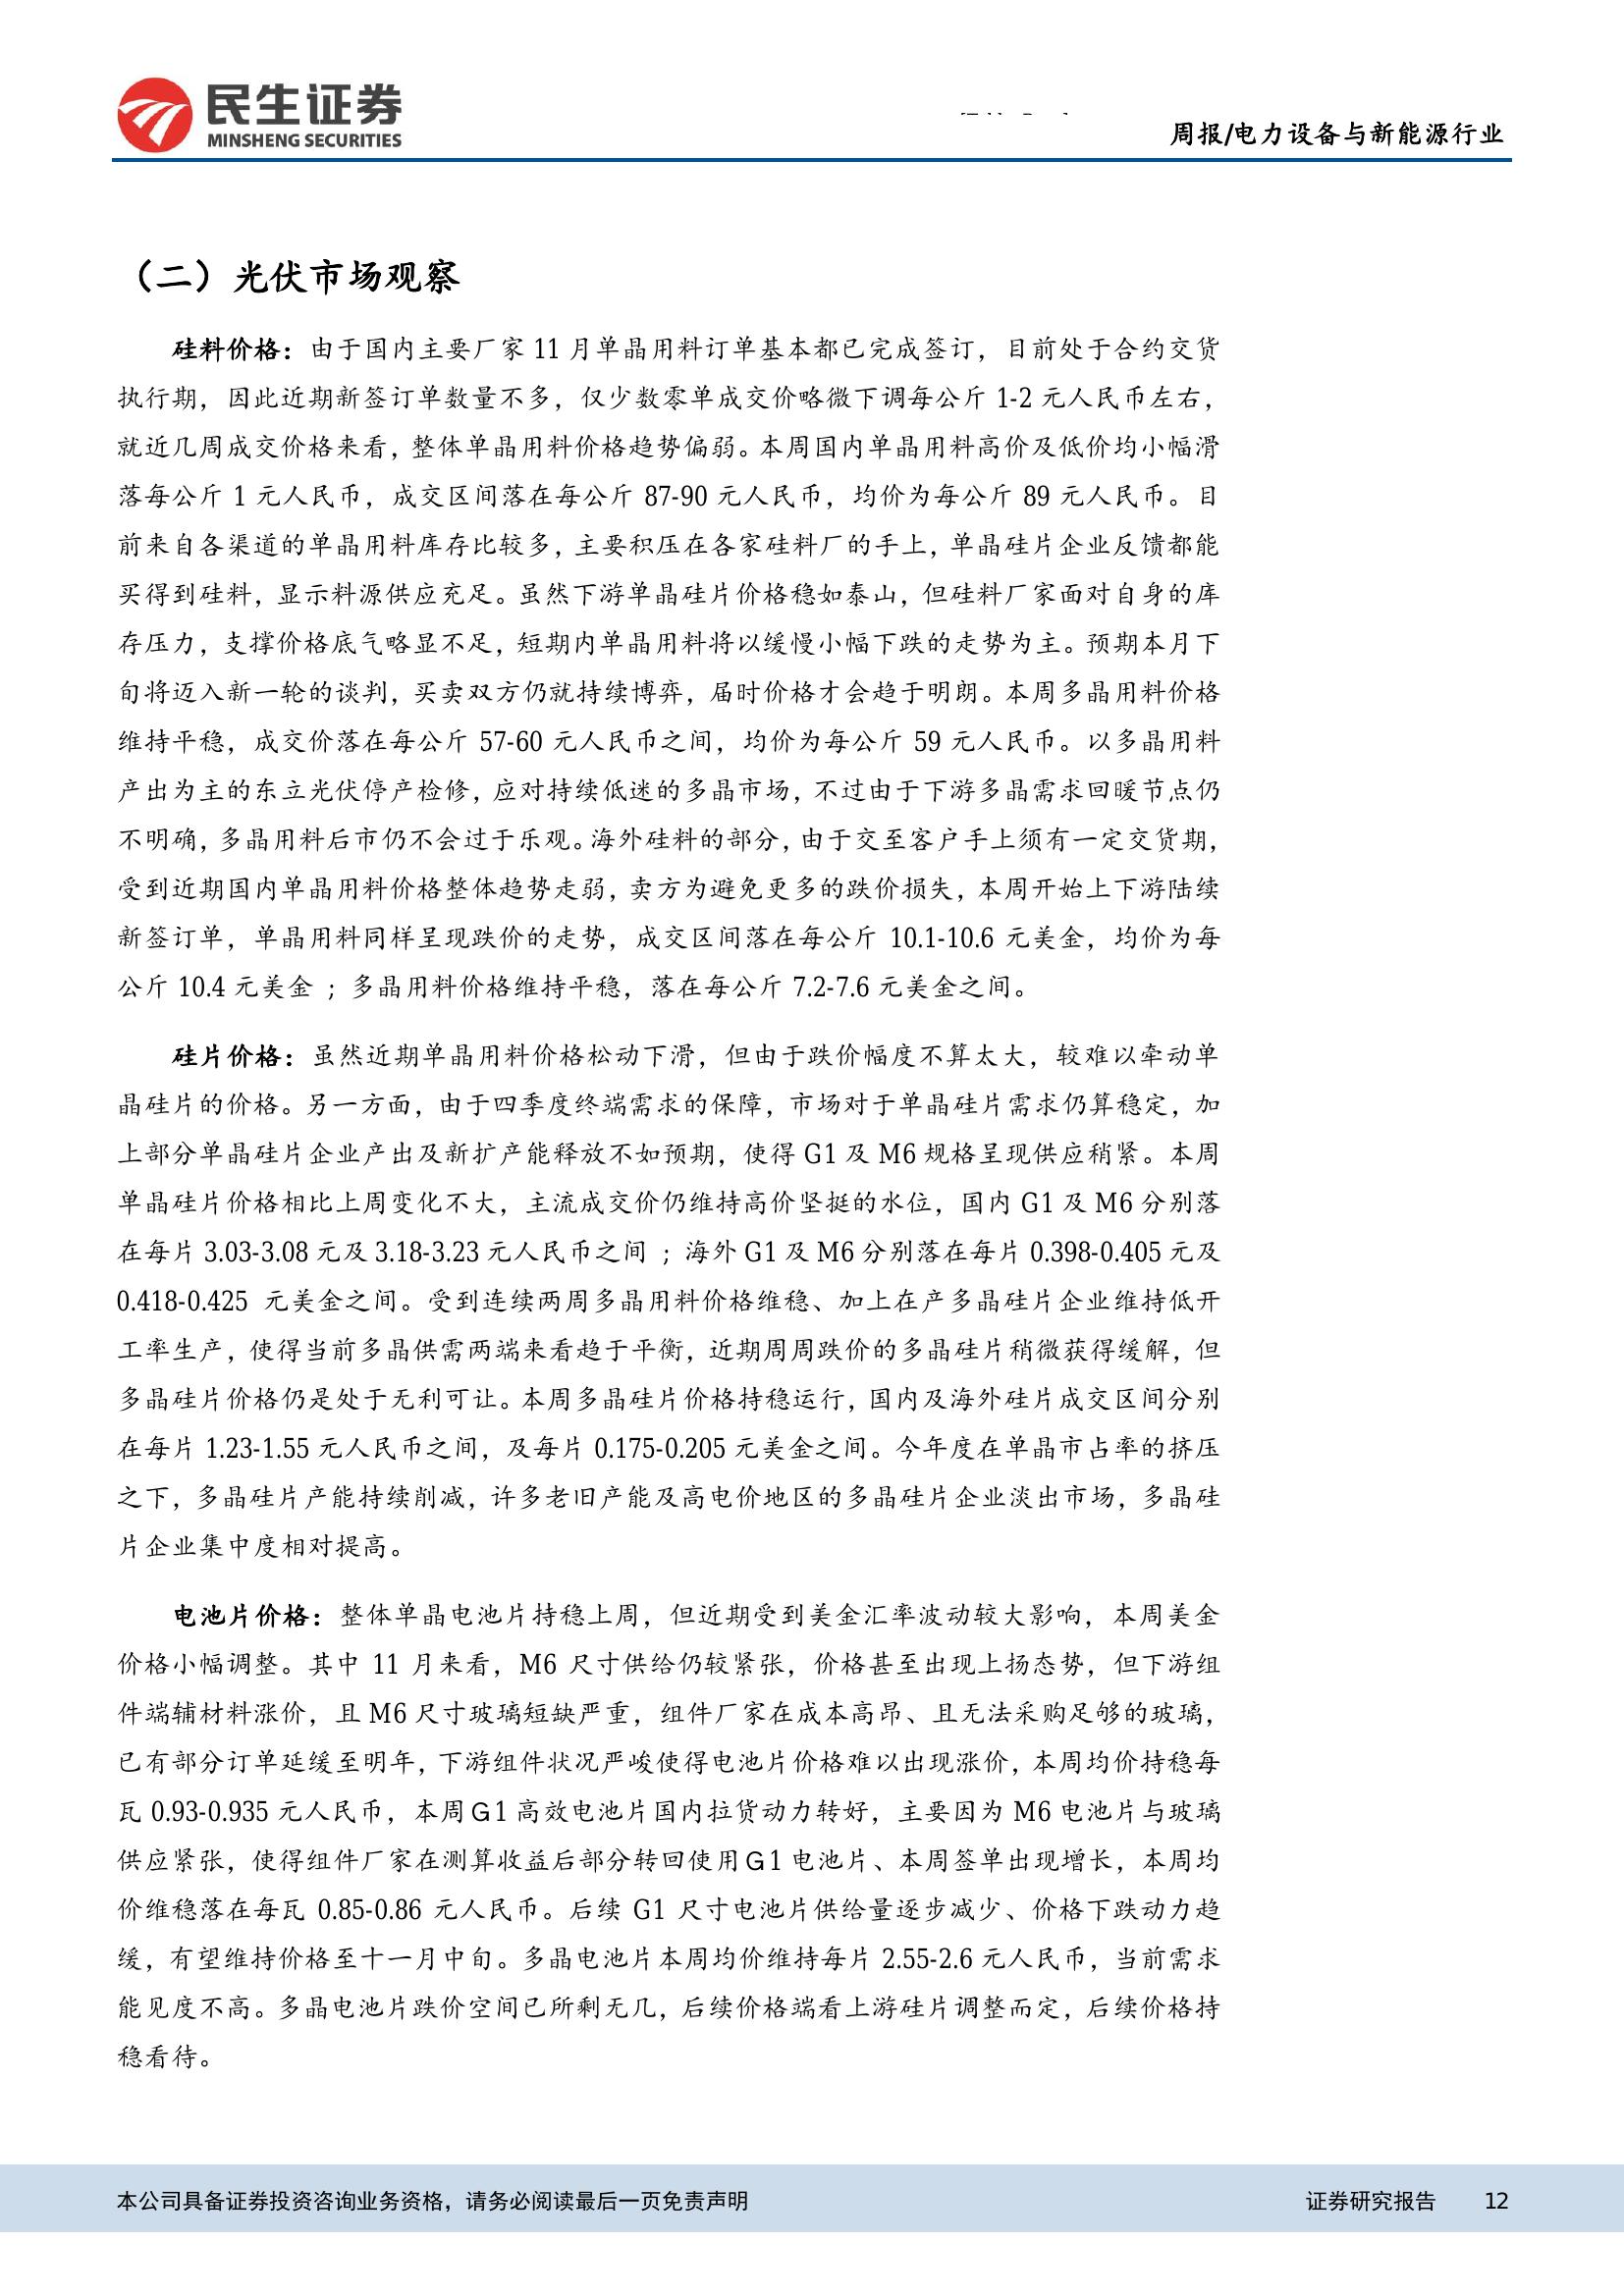 民生证券
MINSHENG SECURITIES
周报/电力设备与新能源行业
（二）光伏市场观察
硅料价格：由于国内主要厂家 11 月单晶用料订单基本都已完成签订，目前处于合约交货
执行期，因此近期新签订单数量不多，仅少数零单成交价略微下调每公斤 1-2 元人民币左右，
就近几周成交价格来看，整体单晶用料价格趋势偏弱。本周国内单晶用料高价及低价均小幅滑
落每公斤 1 元人民币，成交区间落在每公斤 87-90 元人民币，均价为每公斤 89 元人民币。目
前来自各渠道的单晶用料库存比较多，主要积压在各家硅料厂的手上，单晶硅片企业反馈都能
买得到硅料，显示料源供应充足。虽然下游单晶硅片价格稳如泰山，但硅料厂家面对自身的库
存压力，支撑价格底气略显不足，短期内单晶用料将以缓慢小幅下跌的走势为主。预期本月下
旬将迈入新一轮的谈判，买卖双方仍就持续博弈，届时价格才会趋于明朗。本周多晶用料价格
维持平稳，成交价落在每公斤 57-60 元人民币之间，均价为每公斤 59 元人民币。以多晶用料
产出为主的东立光伏停产检修，应对持续低迷的多晶市场，不过由于下游多晶需求回暖节点仍
不明确，多晶用料后市仍不会过于乐观。海外硅料的部分，由于交至客户手上须有一定交货期，
受到近期国内单晶用料价格整体趋势走弱，卖方为避免更多的跌价损失，本周开始上下游陆续
新签订单，单晶用料同样呈现跌价的走势，成交区间落在每公斤 10.1-10.6 元美金，均价为每
公斤 10.4 元美金 ；多晶用料价格维持平稳，落在每公斤 7.2-7.6 元美金之间。
硅片价格：虽然近期单晶用料价格松动下滑，但由于跌价幅度不算太大，较难以牵动单
晶硅片的价格。另一方面，由于四季度终端需求的保障，市场对于单晶硅片需求仍算稳定，加
上部分单晶硅片企业产出及新扩产能释放不如预期，使得 G1 及 M6 规格呈现供应稍紧。本周
单晶硅片价格相比上周变化不大，主流成交价仍维持高价坚挺的水位，国内 G1 及 M6 分别落
在每片 3.03-3.08 元及 3.18-3.23 元人民币之间 ；海外 G1 及 M6 分别落在每片 0.398-0.405 元及
0.418-0.425 元美金之间。受到连续两周多晶用料价格维稳、加上在产多晶硅片企业维持低开
工率生产，使得当前多晶供需两端来看趋于平衡，近期周周跌价的多晶硅片稍微获得缓解，但
多晶硅片价格仍是处于无利可让。本周多晶硅片价格持稳运行，国内及海外硅片成交区间分别
在每片 1.23-1.55 元人民币之间，及每片 0.175-0.205 元美金之间。今年度在单晶市占率的挤压
之下，多晶硅片产能持续削减，许多老旧产能及高电价地区的多晶硅片企业淡出市场，多晶硅
片企业集中度相对提高。
电池片价格：整体单晶电池片持稳上周，但近期受到美金汇率波动较大影响，本周美金
价格小幅调整。其中 11 月来看，M6 尺寸供给仍较紧张，价格甚至出现上扬态势，但下游组
件端辅材料涨价，且 M6 尺寸玻璃短缺严重，组件厂家在成本高昂、且无法采购足够的玻璃，
已有部分订单延缓至明年，下游组件状况严峻使得电池片价格难以出现涨价，本周均价持稳每
瓦 0.93-0.935 元人民币，本周 G1 高效电池片国内拉货动力转好，主要因为 M6 电池片与玻璃
供应紧张，使得组件厂家在测算收益后部分转回使用 G1 电池片、本周签单出现增长，本周均
价维稳落在每瓦 0.85-0.86 元人民币。后续 G1 尺寸电池片供给量逐步减少、价格下跌动力趋
缓，有望维持价格至十一月中旬。多晶电池片本周均价维持每片 2.55-2.6 元人民币，当前需求
能见度不高。多晶电池片跌价空间已所剩无几，后续价格端看上游硅片调整而定，后续价格持
稳看待。
本公司具备证券投资咨询业务资格，请务必阅读最后一页免责声明
证券研究报告 12